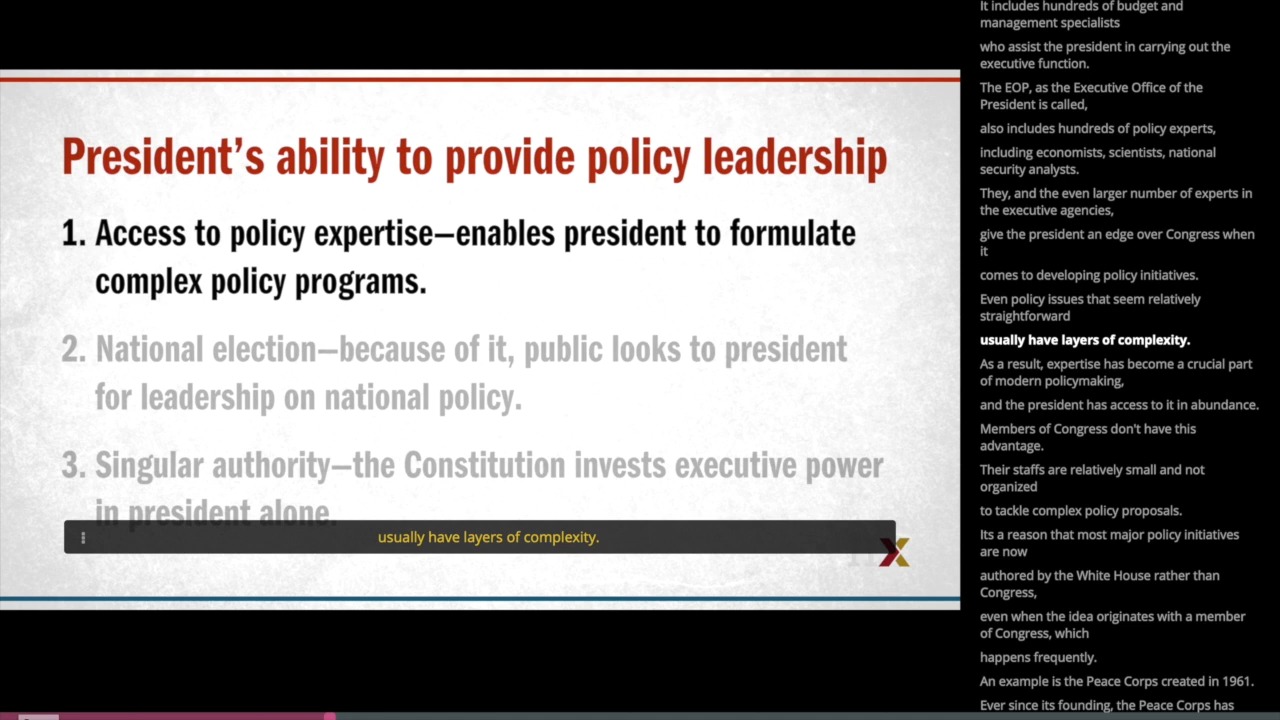 President's ability to provide policy leadership
1. Access to policy expertise—enables president to formulate
complex policy programs.
2. National election—because of it, public looks to president
for leadership on national policy.
3. Singular authority—the Constitution invests executive power
in president alone.
usually have layers of complexity.
X
It includes hundreds of budget and
management specialists
who assist the president in carrying out the
executive function.
The EOP, as the Executive Office of the
President is called,
also includes hundreds of policy experts,
including economists, scientists, national
security analysts.
They, and the even larger number of experts in
the executive agencies,
give the president an edge over Congress when
it
comes to developing policy initiatives.
Even policy issues that seem relatively
straightforward
usually have layers of complexity.
As a result, expertise has become a crucial part
of modern policymaking,
and the president has access to it in abundance.
Members of Congress don't have this
advantage.
Their staffs are relatively small and not
organized
to tackle complex policy proposals.
Its a reason that most major policy initiatives
are now
authored by the White House rather than
Congress,
even when the idea originates with a member
of Congress, which
happens frequently.
An example is the Peace Corps created in 1961.
Ever since its founding, the Peace Corps has